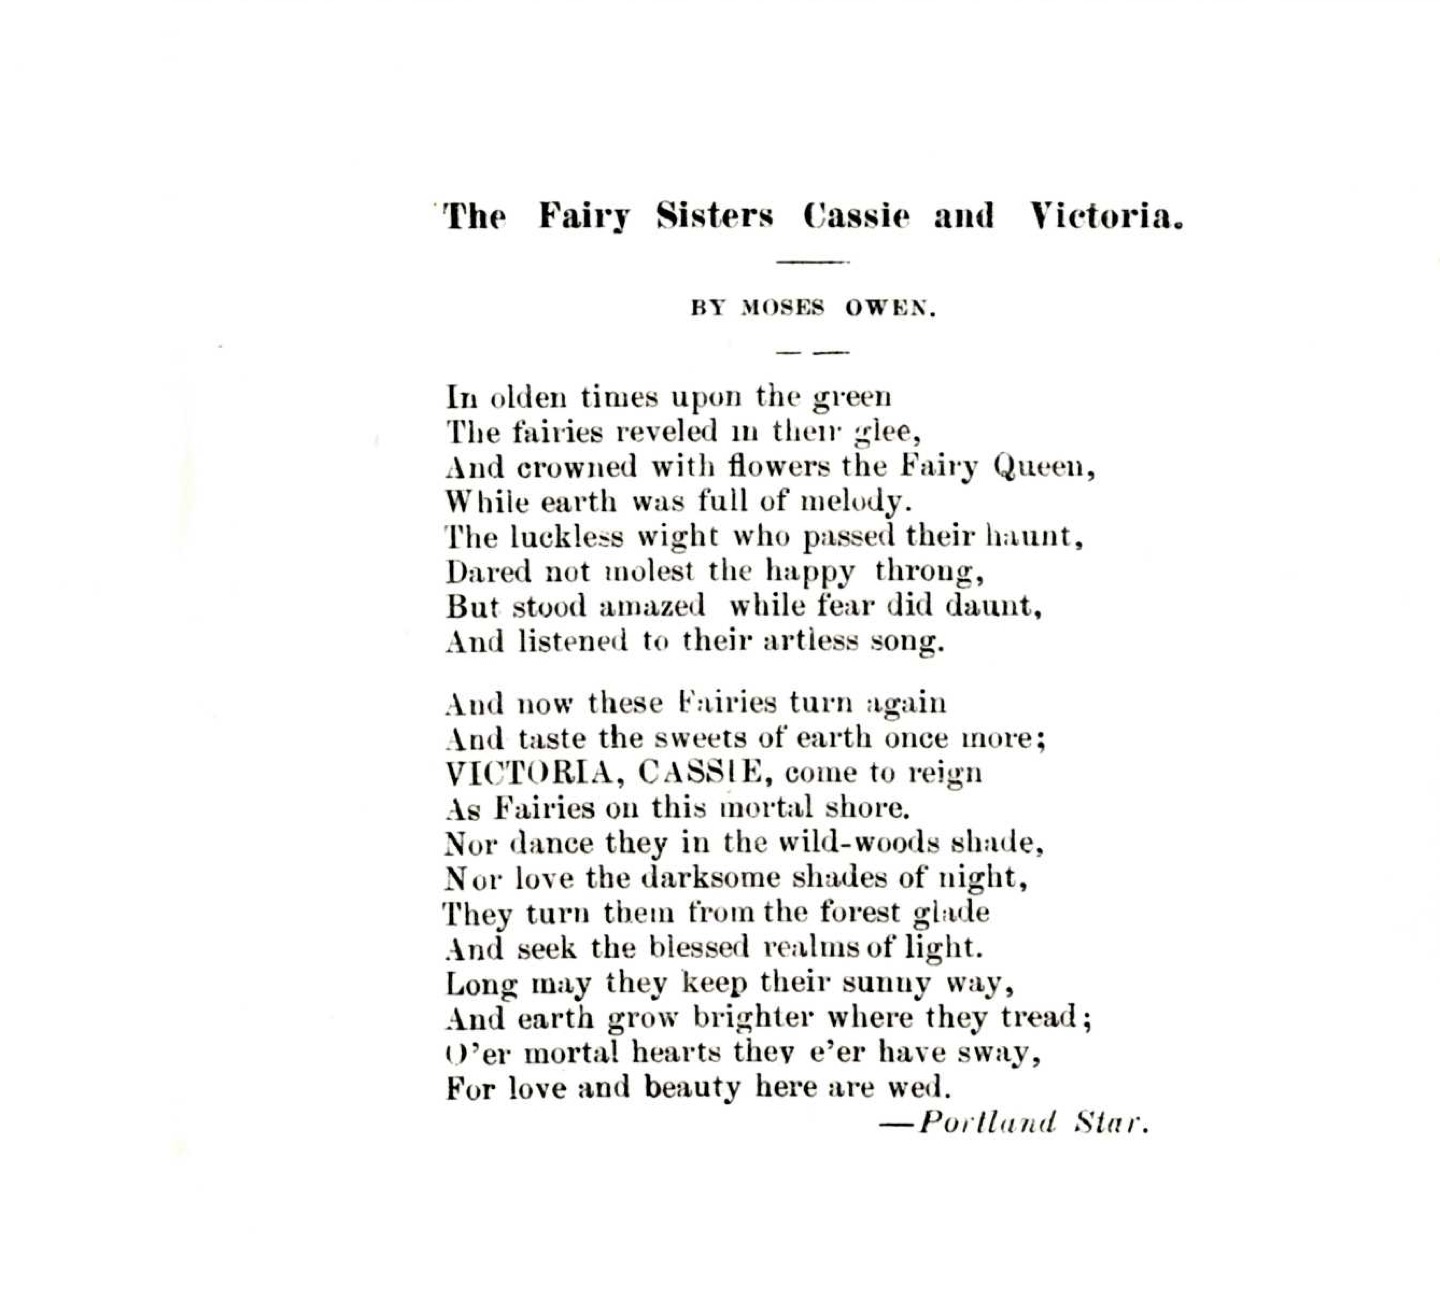 The Fairy Sisters Cassie and Victoria.
BY MOSES OWEN.
In olden times upon the green
The fairies reveled in their glee,
And crowned with flowers the Fairy Queen,
While earth was full of melody.
The luckless wight who passed their haunt,
Dared not molest the happy throng,
But stood amazed while fear did daunt,
And listened to their artless song.
And now these Fairies turn again
And taste the sweets of earth once more;
VICTORIA, CASSIE, come to reign
As Fairies on this mortal shore.
Nor dance they in the wild-woods shade,
Nor love the darksome shades of night,
They turn them from the forest glade
And seek the blessed realms of light.
Long may they keep their sunny way,
And earth grow brighter where they tread;
O'er mortal hearts they e'er have sway,
For love and beauty here are wed.
—Portland Star.